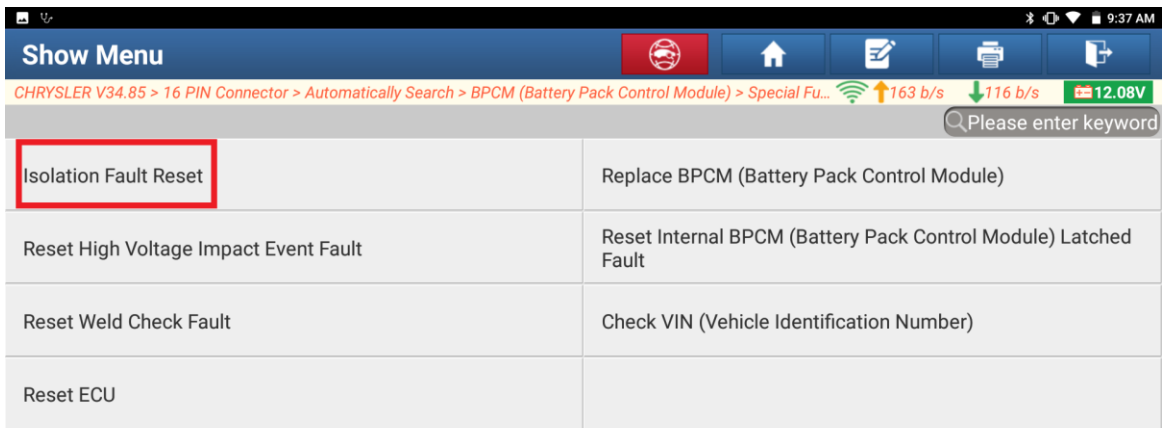 9:37 AM
Show Menu
CHRYSLER V34.85 > 16 PIN Connector > Automatically Search > BPCM (Battery Pack Control Module) > Special Fu... 163 b/s 116 b/s 12.08V
Please enter keyword
Isolation Fault Reset
Replace BPCM (Battery Pack Control Module)
Reset High Voltage Impact Event Fault
Reset Internal BPCM (Battery Pack Control Module) Latched
Fault
Reset Weld Check Fault
Check VIN (Vehicle Identification Number)
Reset ECU